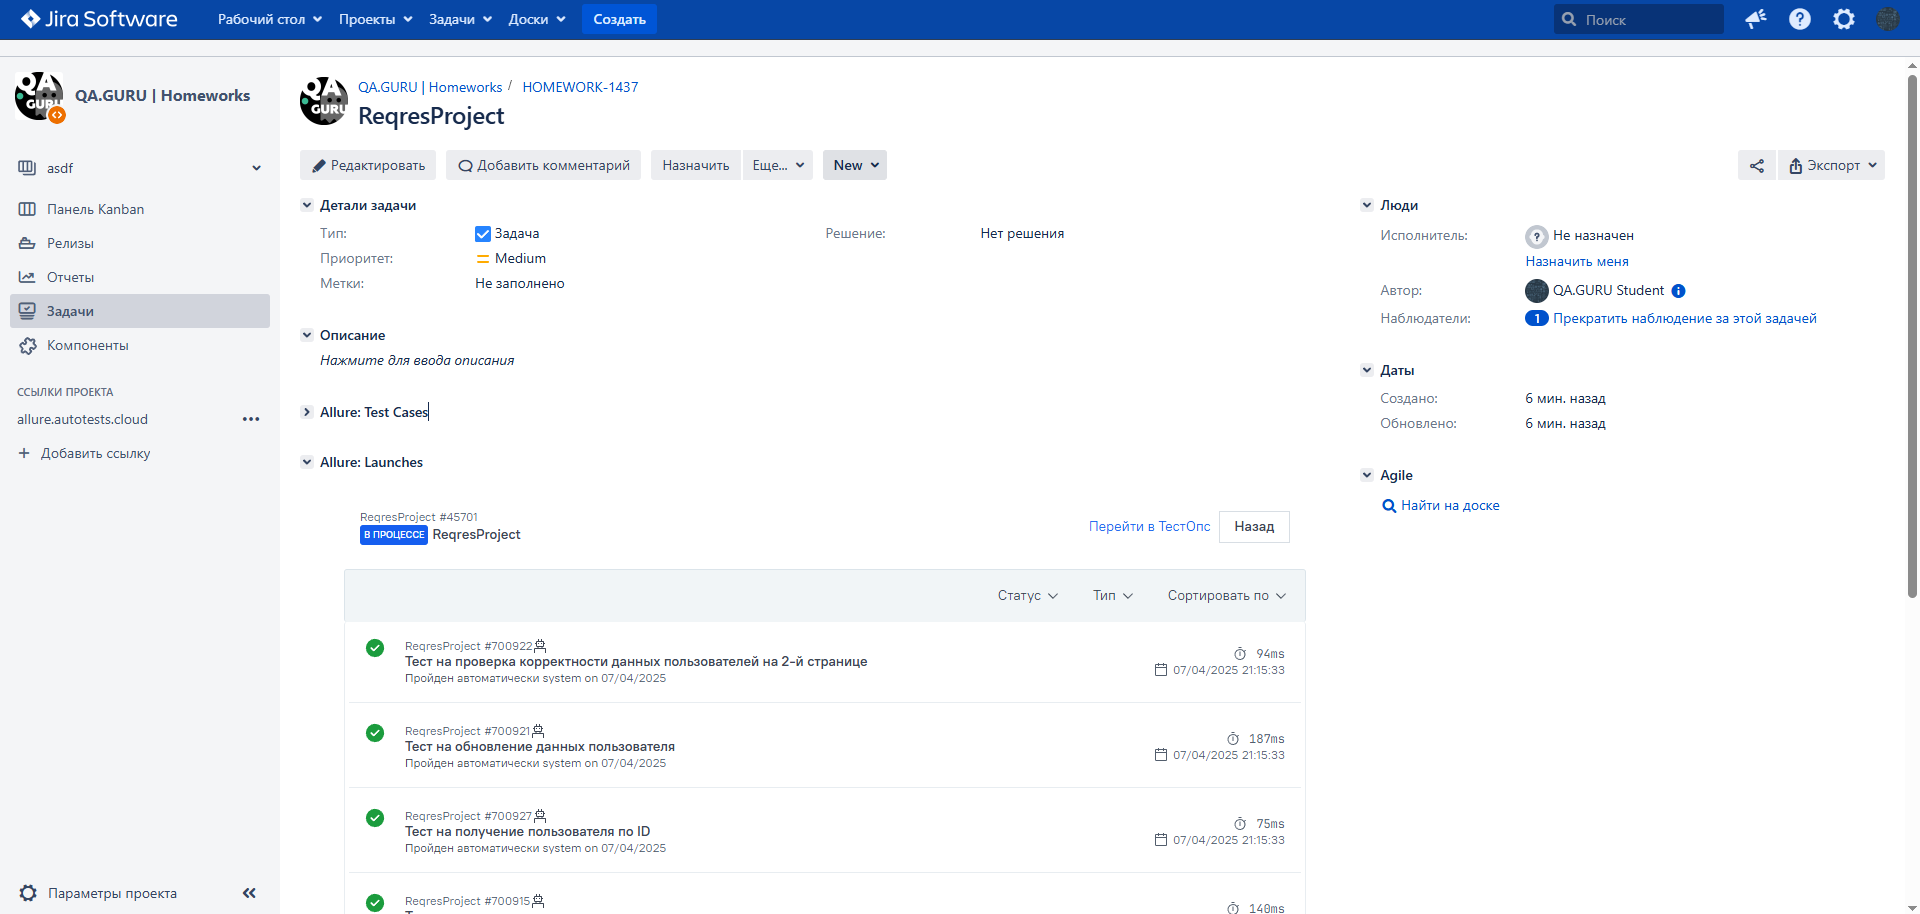 Jira Software Рабочий стол Проекты Задачи Доски Создать Поиск
QA GURU
QA.GURU | Homeworks
asdf
Панель Kanban
Релизы
Отчеты
Задачи
Компоненты
ССЫЛКИ ПРОЕКТА
allure.autotests.cloud
Добавить ссылку
Параметры проекта
QA GURU
QA.GURU | Homeworks / HOMEWORK-1437
ReqresProject
Редактировать Добавить комментарий Назначить Еще... New Экспорт
Детали задачи
Тип: Задача Решение: Нет решения
Приоритет: Medium
Метки: Не заполнено
Описание
Нажмите для ввода описания
Allure: Test Cases
Allure: Launches
ReqresProject #45701
В ПРОЦЕССЕ ReqresProject Перейти в ТестОпс Назад
Статус Тип Сортировать по
ReqresProject #700922
Тест на проверка корректности данных пользователей на 2-й странице
Пройден автоматически system on 07/04/2025
94ms
07/04/2025 21:15:33
ReqresProject #700921
Тест на обновление данных пользователя
Пройден автоматически system on 07/04/2025
187ms
07/04/2025 21:15:33
ReqresProject #700927
Тест на получение пользователя по ID
Пройден автоматически system on 07/04/2025
75ms
07/04/2025 21:15:33
ReqresProject #700915
140ms
Люди
Исполнитель: Не назначен
Назначить меня
Автор: QA.GURU Student
Наблюдатели: 1 Прекратить наблюдение за этой задачей
Даты
Создано: 6 мин. назад
Обновлено: 6 мин. назад
Agile
Найти на доске